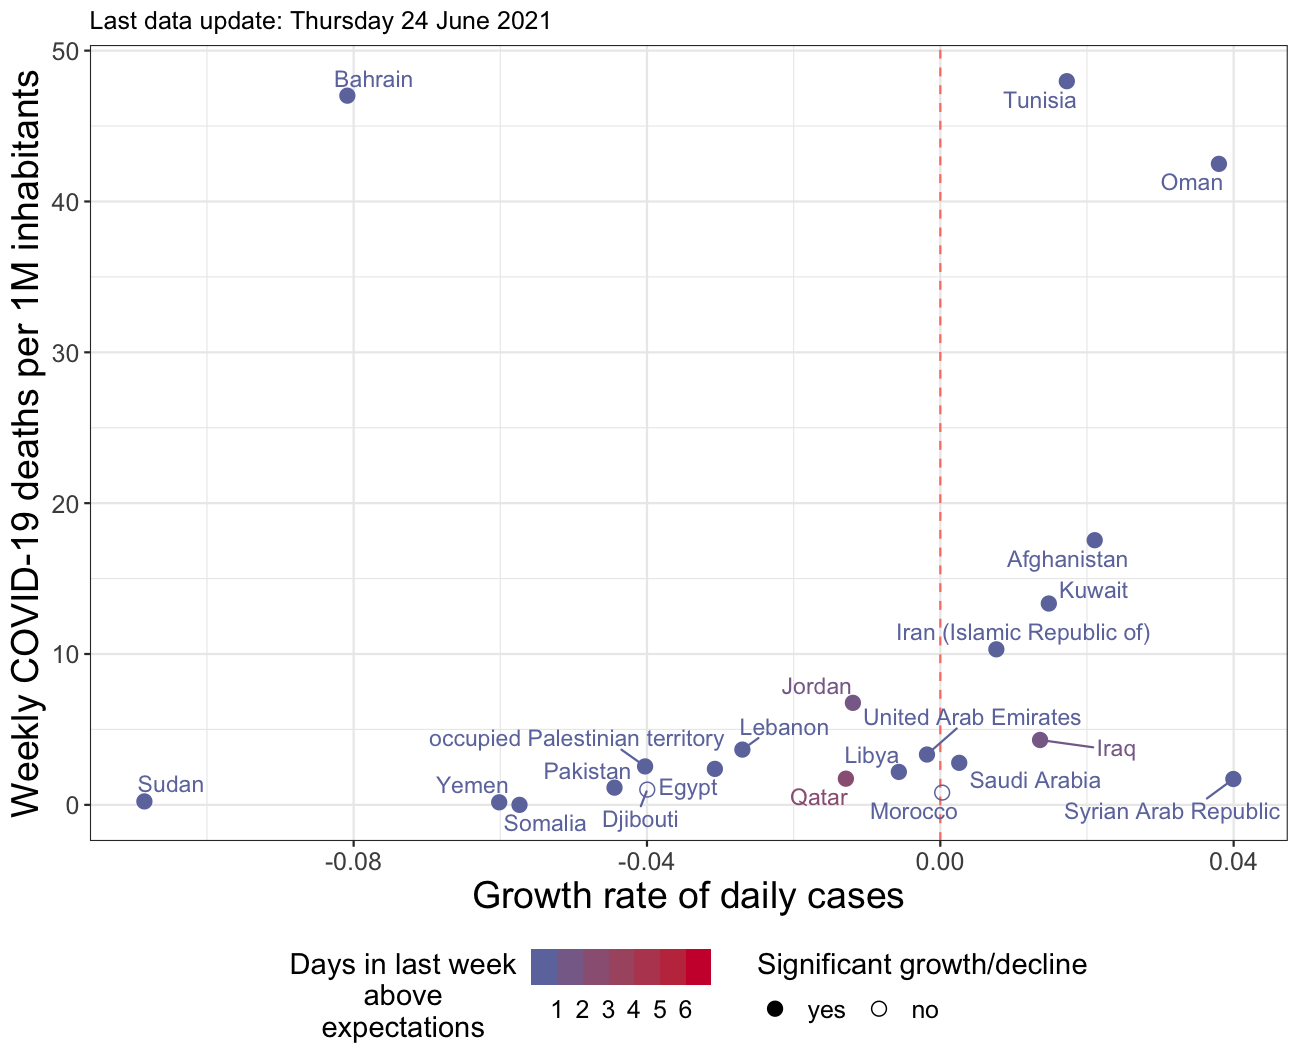 Last data update: Thursday 24 June 2021
Weekly COVID-19 deaths per 1M inhabitants
50
40
30
20
10
0
Bahrain
Tunisia
Oman
Afghanistan
Kuwait
Iran (Islamic Republic of)
Jordan
United Arab Emirates
Lebanon
occupied Palestinian territory
Iraq
Libya
Pakistan
Saudi Arabia
Sudan
Yemen
Egypt
Qatar
Morocco
Syrian Arab Republic
Djibouti
Somalia
-0.08 -0.04 0.00 0.04
Growth rate of daily cases
Days in last week
above
expectations
1 2 3 4 5 6
Significant growth/decline
yes no